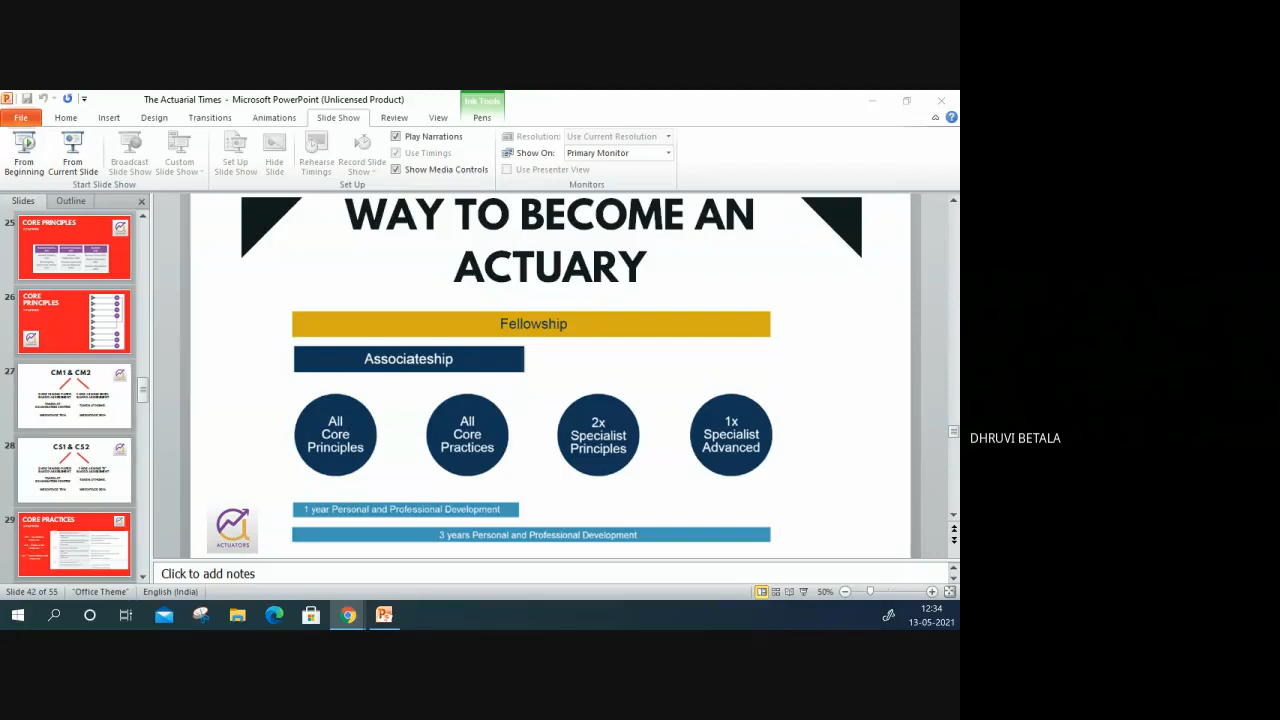 The Actuarial Times - Microsoft PowerPoint (Unlicensed Product)
Ink Tools
File Home Insert Design Transitions Animations Slide Show Review View Pens
From Beginning
From Current Slide
Broadcast Slide Show
Custom Slide Show
Start Slide Show
Set Up Slide Show
Hide Slide
Rehearse Timings
Record Slide Show
Play Narrations
Use Timings
Show Media Controls
Set Up
Resolution: Use Current Resolution
Show On: Primary Monitor
Use Presenter View
Monitors
Slides Outline
25
CORE PRINCIPLES
26
CORE
PRINCIPLES
27
CM1 & CM2
28
CS1 & CS2
29
CORE PRACTICES
WAY TO BECOME AN
ACTUARY
Fellowship
Associateship
All
Core
Principles
All
Core
Practices
2x
Specialist
Principles
1x
Specialist
Advanced
1 year Personal and Professional Development
3 years Personal and Professional Development
ACTUATORS
Click to add notes
Slide 42 of 55 "Office Theme" English (India) 50%
12:34
13-05-2021
DHRUVI BETALA